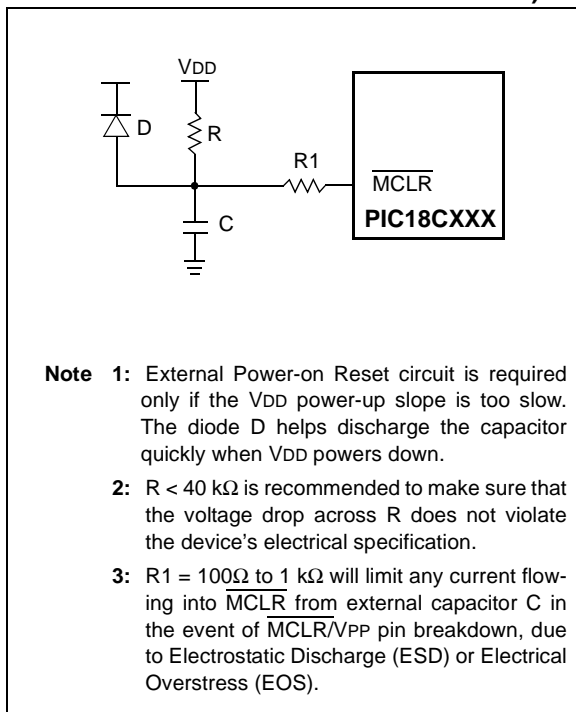 VDD
D
R
R1
MCLR
C
PIC18CXXX
Note 1: External Power-on Reset circuit is required
only if the VDD power-up slope is too slow.
The diode D helps discharge the capacitor
quickly when VDD powers down.
2: R < 40 kΩ is recommended to make sure that
the voltage drop across R does not violate
the device's electrical specification.
3: R1 = 100Ω to 1 kΩ will limit any current flow-
ing into MCLR from external capacitor C in
the event of MCLR/VPP pin breakdown, due
to Electrostatic Discharge (ESD) or Electrical
Overstress (EOS).